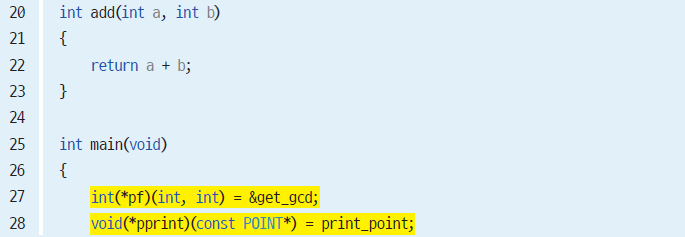 20 int add(int a, int b)
21 {
22     return a + b;
23 }
24
25 int main(void)
26 {
27     int(*pf)(int, int) = &get_gcd;
28     void(*pprint)(const POINT*) = print_point;